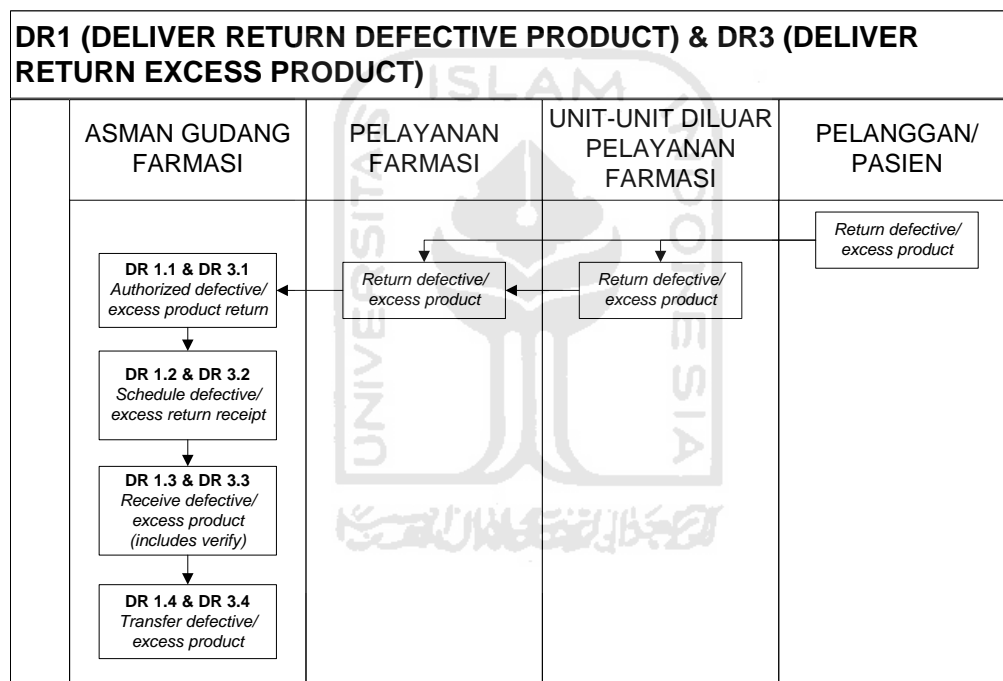 DR1 (DELIVER RETURN DEFECTIVE PRODUCT) & DR3 (DELIVER
RETURN EXCESS PRODUCT)
ASMAN GUDANG
FARMASI
PELAYANAN
FARMASI
UNIT-UNIT DILUAR
PELAYANAN
FARMASI
PELANGGAN/
PASIEN
Return defective/
excess product
DR 1.1 & DR 3.1
Authorized defective/
excess product return
Return defective/
excess product
Return defective/
excess product
DR 1.2 & DR 3.2
Schedule defective/
excess return receipt
DR 1.3 & DR 3.3
Receive defective/
excess product
(includes verify)
DR 1.4 & DR 3.4
Transfer defective/
excess product
UNIVERSITAS
ISLAM
INDONESIA